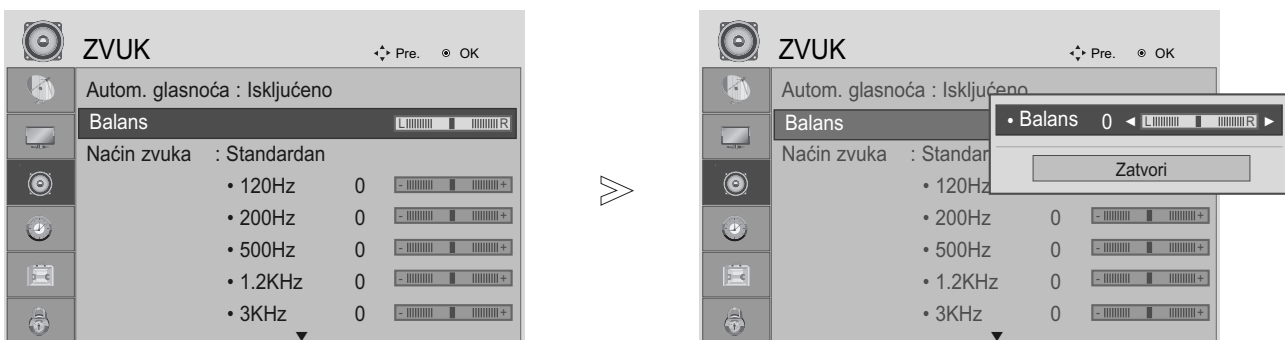 ZVUK
Pre. OK
Autom. glasnoća : Iskljućeno
Balans L R
Naćin zvuka : Standardan
• 120Hz 0 - +
• 200Hz 0 - +
• 500Hz 0 - +
• 1.2KHz 0 - +
• 3KHz 0 - +
ZVUK
Pre. OK
Autom. glasnoća : Iskljućeno
Balans
Naćin zvuka : Standar
• 120Hz
• 200Hz 0 - +
• 500Hz 0 - +
• 1.2KHz 0 - +
• 3KHz 0 - +
• Balans 0 ◄ L R ►
Zatvori